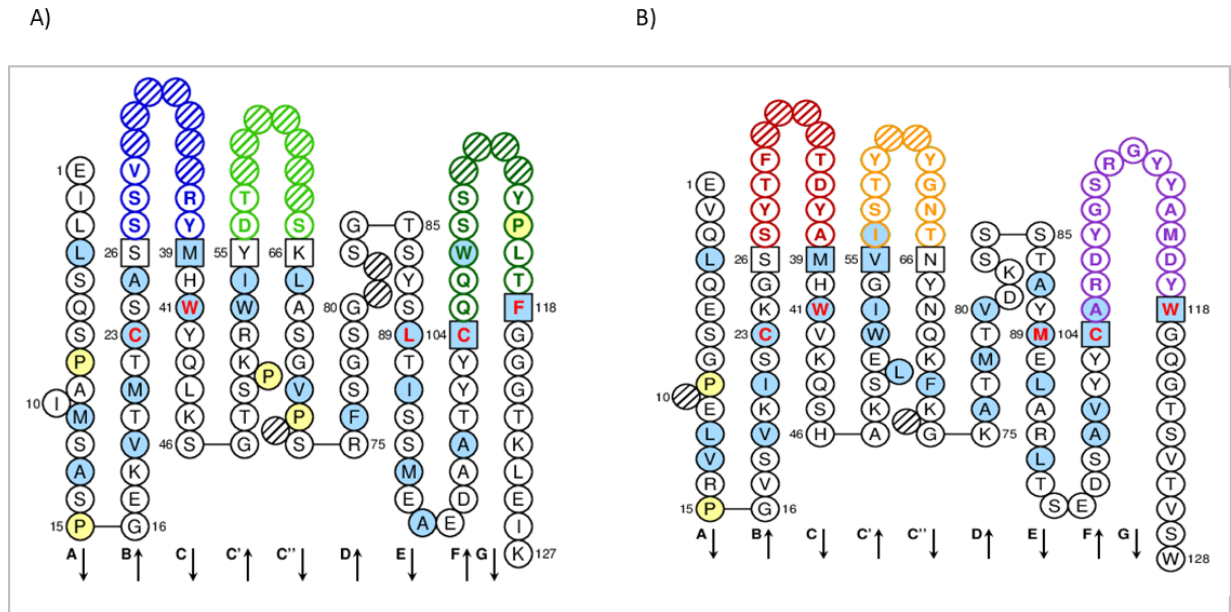 A)
1 E I L L S Q S P A I 10 M S A S P 15
16 G E K V T M T C 23 S A S 26
S S V
R Y
39 M H W 41 Y Q L K S 46
G T S P K R W I Y 55
D T
S
66 K L A S G V P S
75 R F S G S G 80 S G
T 85 S Y S L 89 T I S S M E A E
D A A T Y Y C 104
Q Q W S S
Y P L T
F 118 G G G T K L E I K 127
A B C C' C'' D E F G
B)
1 E V Q L Q E S G P 10 E L V R P 15
16 G V S V K I S C 23 K G S 26
S Y T F
T D Y A
39 M H W 41 V K Q S H 46
A K S L E W I G V 55
I S T Y
Y G N T
66 N Y N Q K F K G
75 K A T M T V 80 D K S S
S 85 T A Y M 89 E L A R L T S E
D S A V Y Y C 104
A R D Y G S R G Y Y A M D Y
W 118 G Q G T S V T V S W 128
A B C C' C'' D E F G